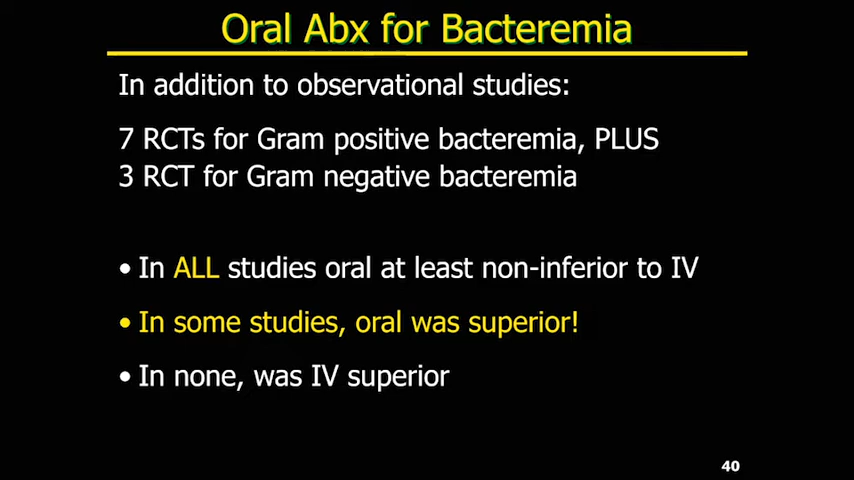 Oral Abx for Bacteremia
In addition to observational studies:
7 RCTs for Gram positive bacteremia, PLUS
3 RCT for Gram negative bacteremia
• In ALL studies oral at least non-inferior to IV
• In some studies, oral was superior!
• In none, was IV superior
40